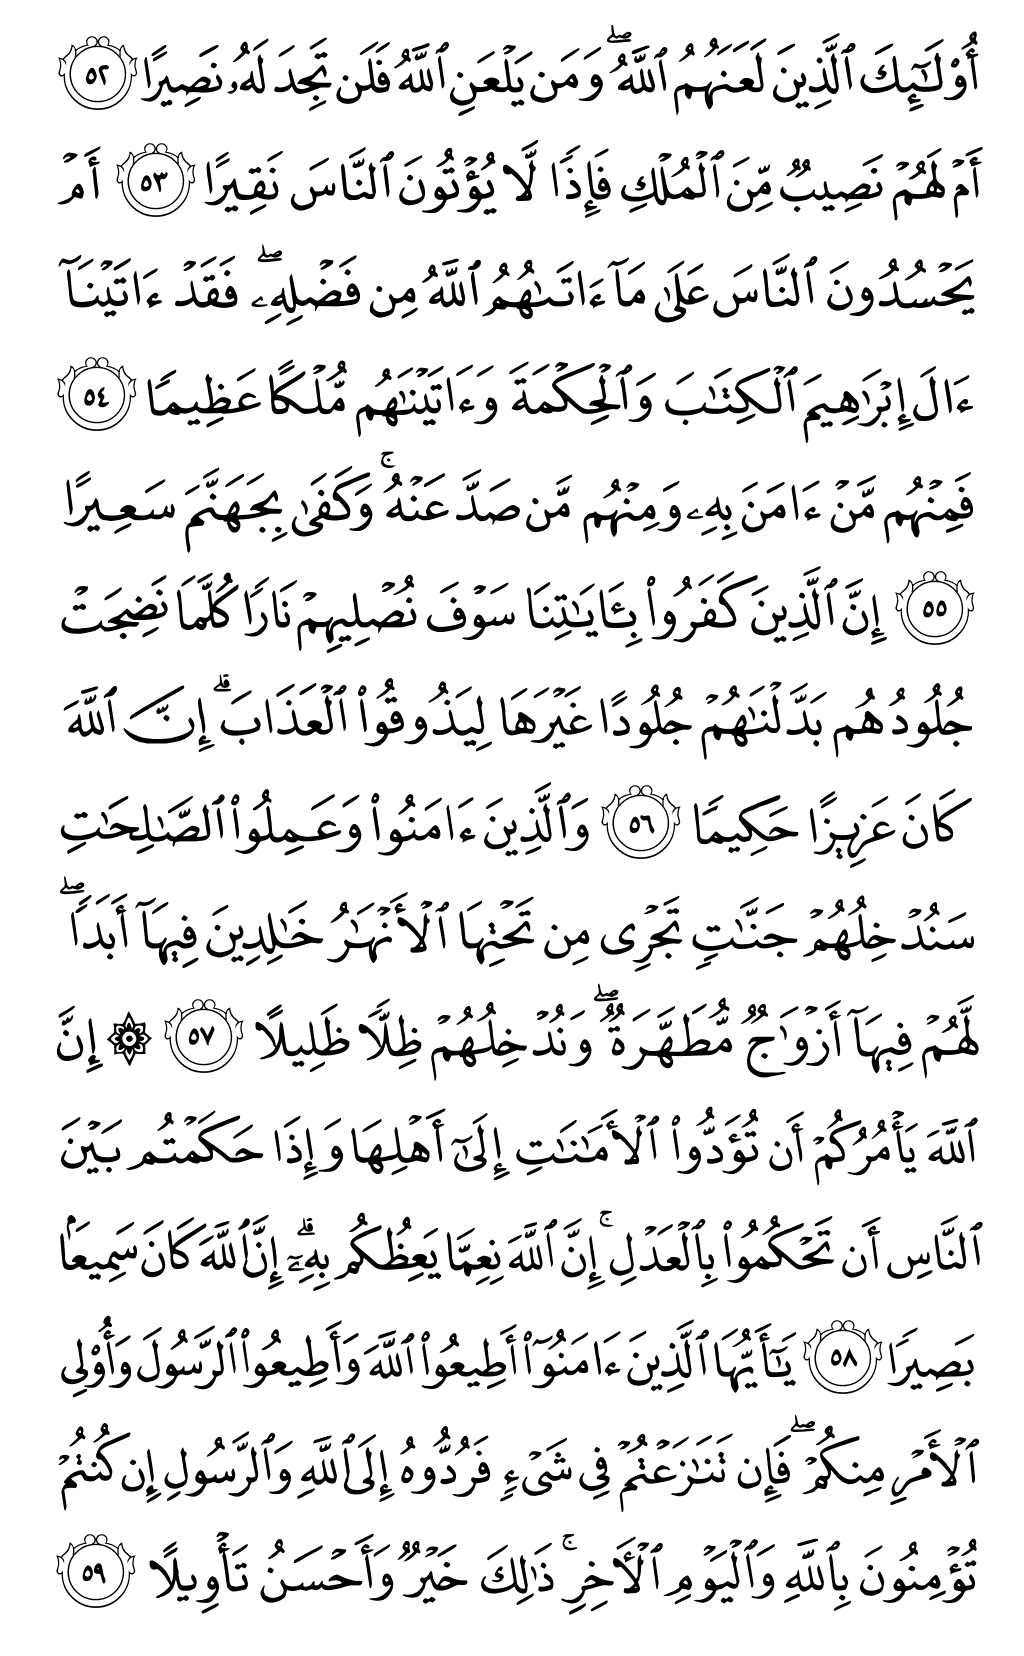 أُوْلَـٰٓئِكَ ٱلَّذِينَ لَعَنَهُمُ ٱللَّهُۖ وَمَن يَلْعَنِ ٱللَّهُ فَلَن تَجِدَ لَهُۥ نَصِيرًا ٥٢
أَمْ لَهُمْ نَصِيبٌ مِّنَ ٱلْمُلْكِ فَإِذًا لَّا يُؤْتُونَ ٱلنَّاسَ نَقِيرًا ٥٣ أَمْ
يَحْسُدُونَ ٱلنَّاسَ عَلَىٰ مَآ ءَاتَىٰهُمُ ٱللَّهُ مِن فَضْلِهِۦۖ فَقَدْ ءَاتَيْنَآ
ءَالَ إِبْرَٰهِيمَ ٱلْكِتَـٰبَ وَٱلْحِكْمَةَ وَءَاتَيْنَـٰهُم مُّلْكًا عَظِيمًا ٥٤
فَمِنْهُم مَّنْ ءَامَنَ بِهِۦ وَمِنْهُم مَّن صَدَّ عَنْهُۚ وَكَفَىٰ بِجَهَنَّمَ سَعِيرًا
٥٥ إِنَّ ٱلَّذِينَ كَفَرُوا۟ بِـَٔايَـٰتِنَا سَوْفَ نُصْلِيهِمْ نَارًا كُلَّمَا نَضِجَتْ
جُلُودُهُم بَدَّلْنَـٰهُمْ جُلُودًا غَيْرَهَا لِيَذُوقُوا۟ ٱلْعَذَابَۗ إِنَّ ٱللَّهَ
كَانَ عَزِيزًا حَكِيمًا ٥٦ وَٱلَّذِينَ ءَامَنُوا۟ وَعَمِلُوا۟ ٱلصَّـٰلِحَـٰتِ
سَنُدْخِلُهُمْ جَنَّـٰتٍ تَجْرِى مِن تَحْتِهَا ٱلْأَنْهَـٰرُ خَـٰلِدِينَ فِيهَآ أَبَدًاۖ
لَّهُمْ فِيهَآ أَزْوَٰجٌ مُّطَهَّرَةٌۖ وَنُدْخِلُهُمْ ظِلًّا ظَلِيلًا ٥٧ ۞ إِنَّ
ٱللَّهَ يَأْمُرُكُمْ أَن تُؤَدُّوا۟ ٱلْأَمَـٰنَـٰتِ إِلَىٰٓ أَهْلِهَا وَإِذَا حَكَمْتُم بَيْنَ
ٱلنَّاسِ أَن تَحْكُمُوا۟ بِٱلْعَدْلِۚ إِنَّ ٱللَّهَ نِعِمَّا يَعِظُكُم بِهِۦٓۗ إِنَّ ٱللَّهَ كَانَ سَمِيعَۢا
بَصِيرًا ٥٨ يَـٰٓأَيُّهَا ٱلَّذِينَ ءَامَنُوٓا۟ أَطِيعُوا۟ ٱللَّهَ وَأَطِيعُوا۟ ٱلرَّسُولَ وَأُوْلِى
ٱلْأَمْرِ مِنكُمْۖ فَإِن تَنَـٰزَعْتُمْ فِى شَىْءٍ فَرُدُّوهُ إِلَى ٱللَّهِ وَٱلرَّسُولِ إِن كُنتُمْ
تُؤْمِنُونَ بِٱللَّهِ وَٱلْيَوْمِ ٱلْـَٔاخِرِۚ ذَٰلِكَ خَيْرٌ وَأَحْسَنُ تَأْوِيلًا ٥٩